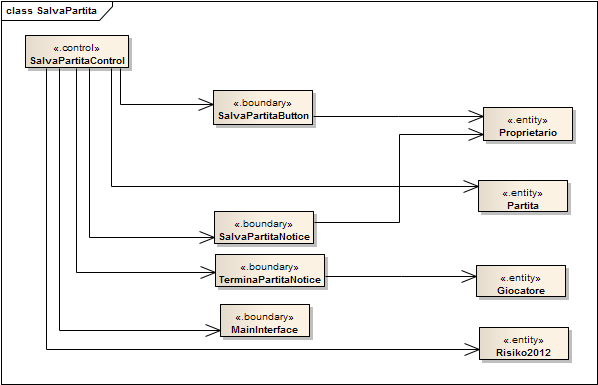 class SalvaPartita
«.control»
SalvaPartitaControl
«.boundary»
SalvaPartitaButton
«.entity»
Proprietario
«.entity»
Partita
«.boundary»
SalvaPartitaNotice
«.boundary»
TerminaPartitaNotice
«.entity»
Giocatore
«.boundary»
MainInterface
«.entity»
Risiko2012